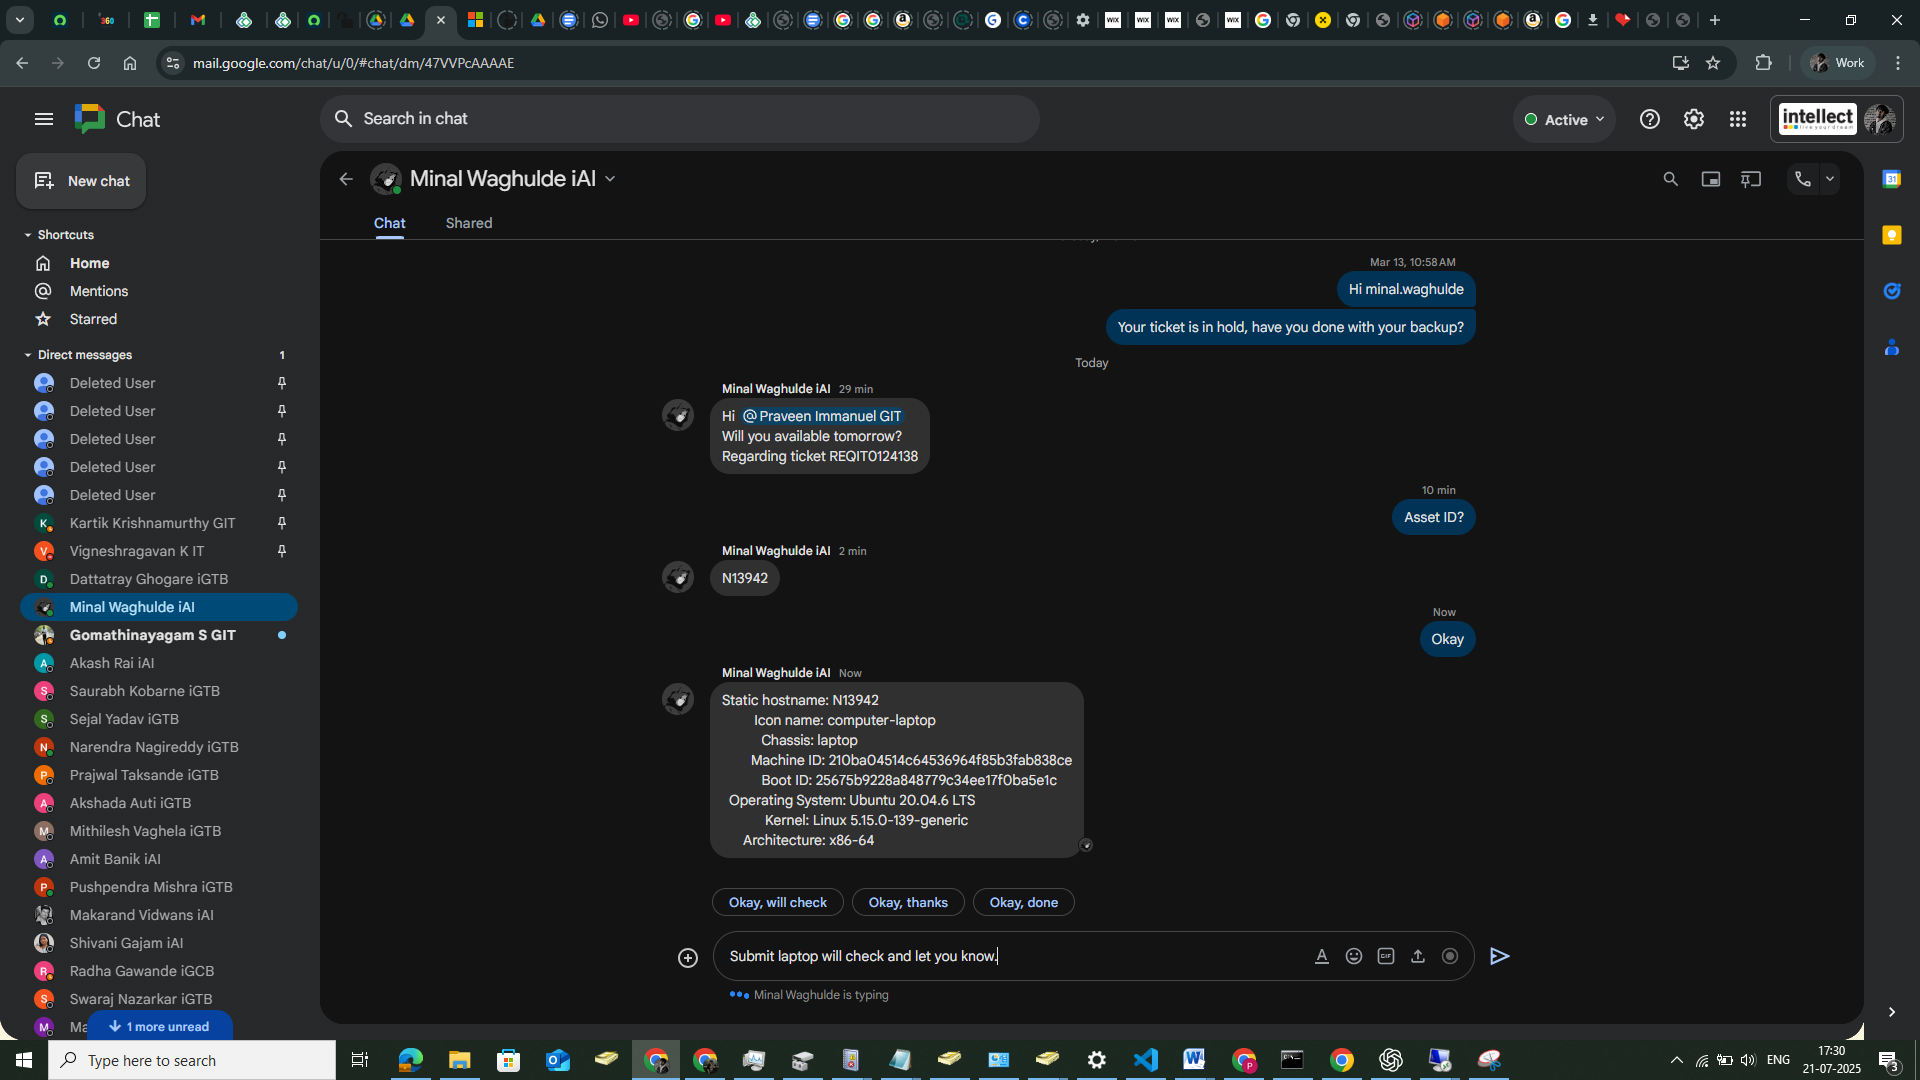 360
mail.google.com/chat/u/0/#chat/dm/47VVPcAAAAE
Work
Chat
Search in chat
Active
intellect
New chat
Minal Waghulde iAI
Chat
Shared
Shortcuts
Home
Mentions
Starred
Direct messages
1
Deleted User
Deleted User
Deleted User
Deleted User
Deleted User
Kartik Krishnamurthy GIT
Vigneshragavan K IT
Dattatray Ghogare iGTB
Minal Waghulde iAI
Gomathinayagam S GIT
Akash Rai iAI
Saurabh Kobarne iGTB
Sejal Yadav iGTB
Narendra Nagireddy iGTB
Prajwal Taksande iGTB
Akshada Auti iGTB
Mithilesh Vaghela iGTB
Amit Banik iAI
Pushpendra Mishra iGTB
Makarand Vidwans iAI
Shivani Gajam iAI
Radha Gawande iGCB
Swaraj Nazarkar iGTB
Ma
1 more unread
Mar 13, 10:58 AM
Hi minal.waghulde
Your ticket is in hold, have you done with your backup?
Today
Minal Waghulde iAI 29 min
Hi @Praveen Immanuel GIT
Will you available tomorrow?
Regarding ticket REQIT0124138
10 min
Asset ID?
Minal Waghulde iAI 2 min
N13942
Now
Okay
Minal Waghulde iAI Now
Static hostname: N13942
Icon name: computer-laptop
Chassis: laptop
Machine ID: 210ba04514c64536964f85b3fab838ce
Boot ID: 25675b9228a848779c34ee17f0ba5e1c
Operating System: Ubuntu 20.04.6 LTS
Kernel: Linux 5.15.0-139-generic
Architecture: x86-64
Okay, will check
Okay, thanks
Okay, done
Submit laptop will check and let you know.
GIF
Minal Waghulde is typing
Type here to search
ENG
17:30
21-07-2025
3